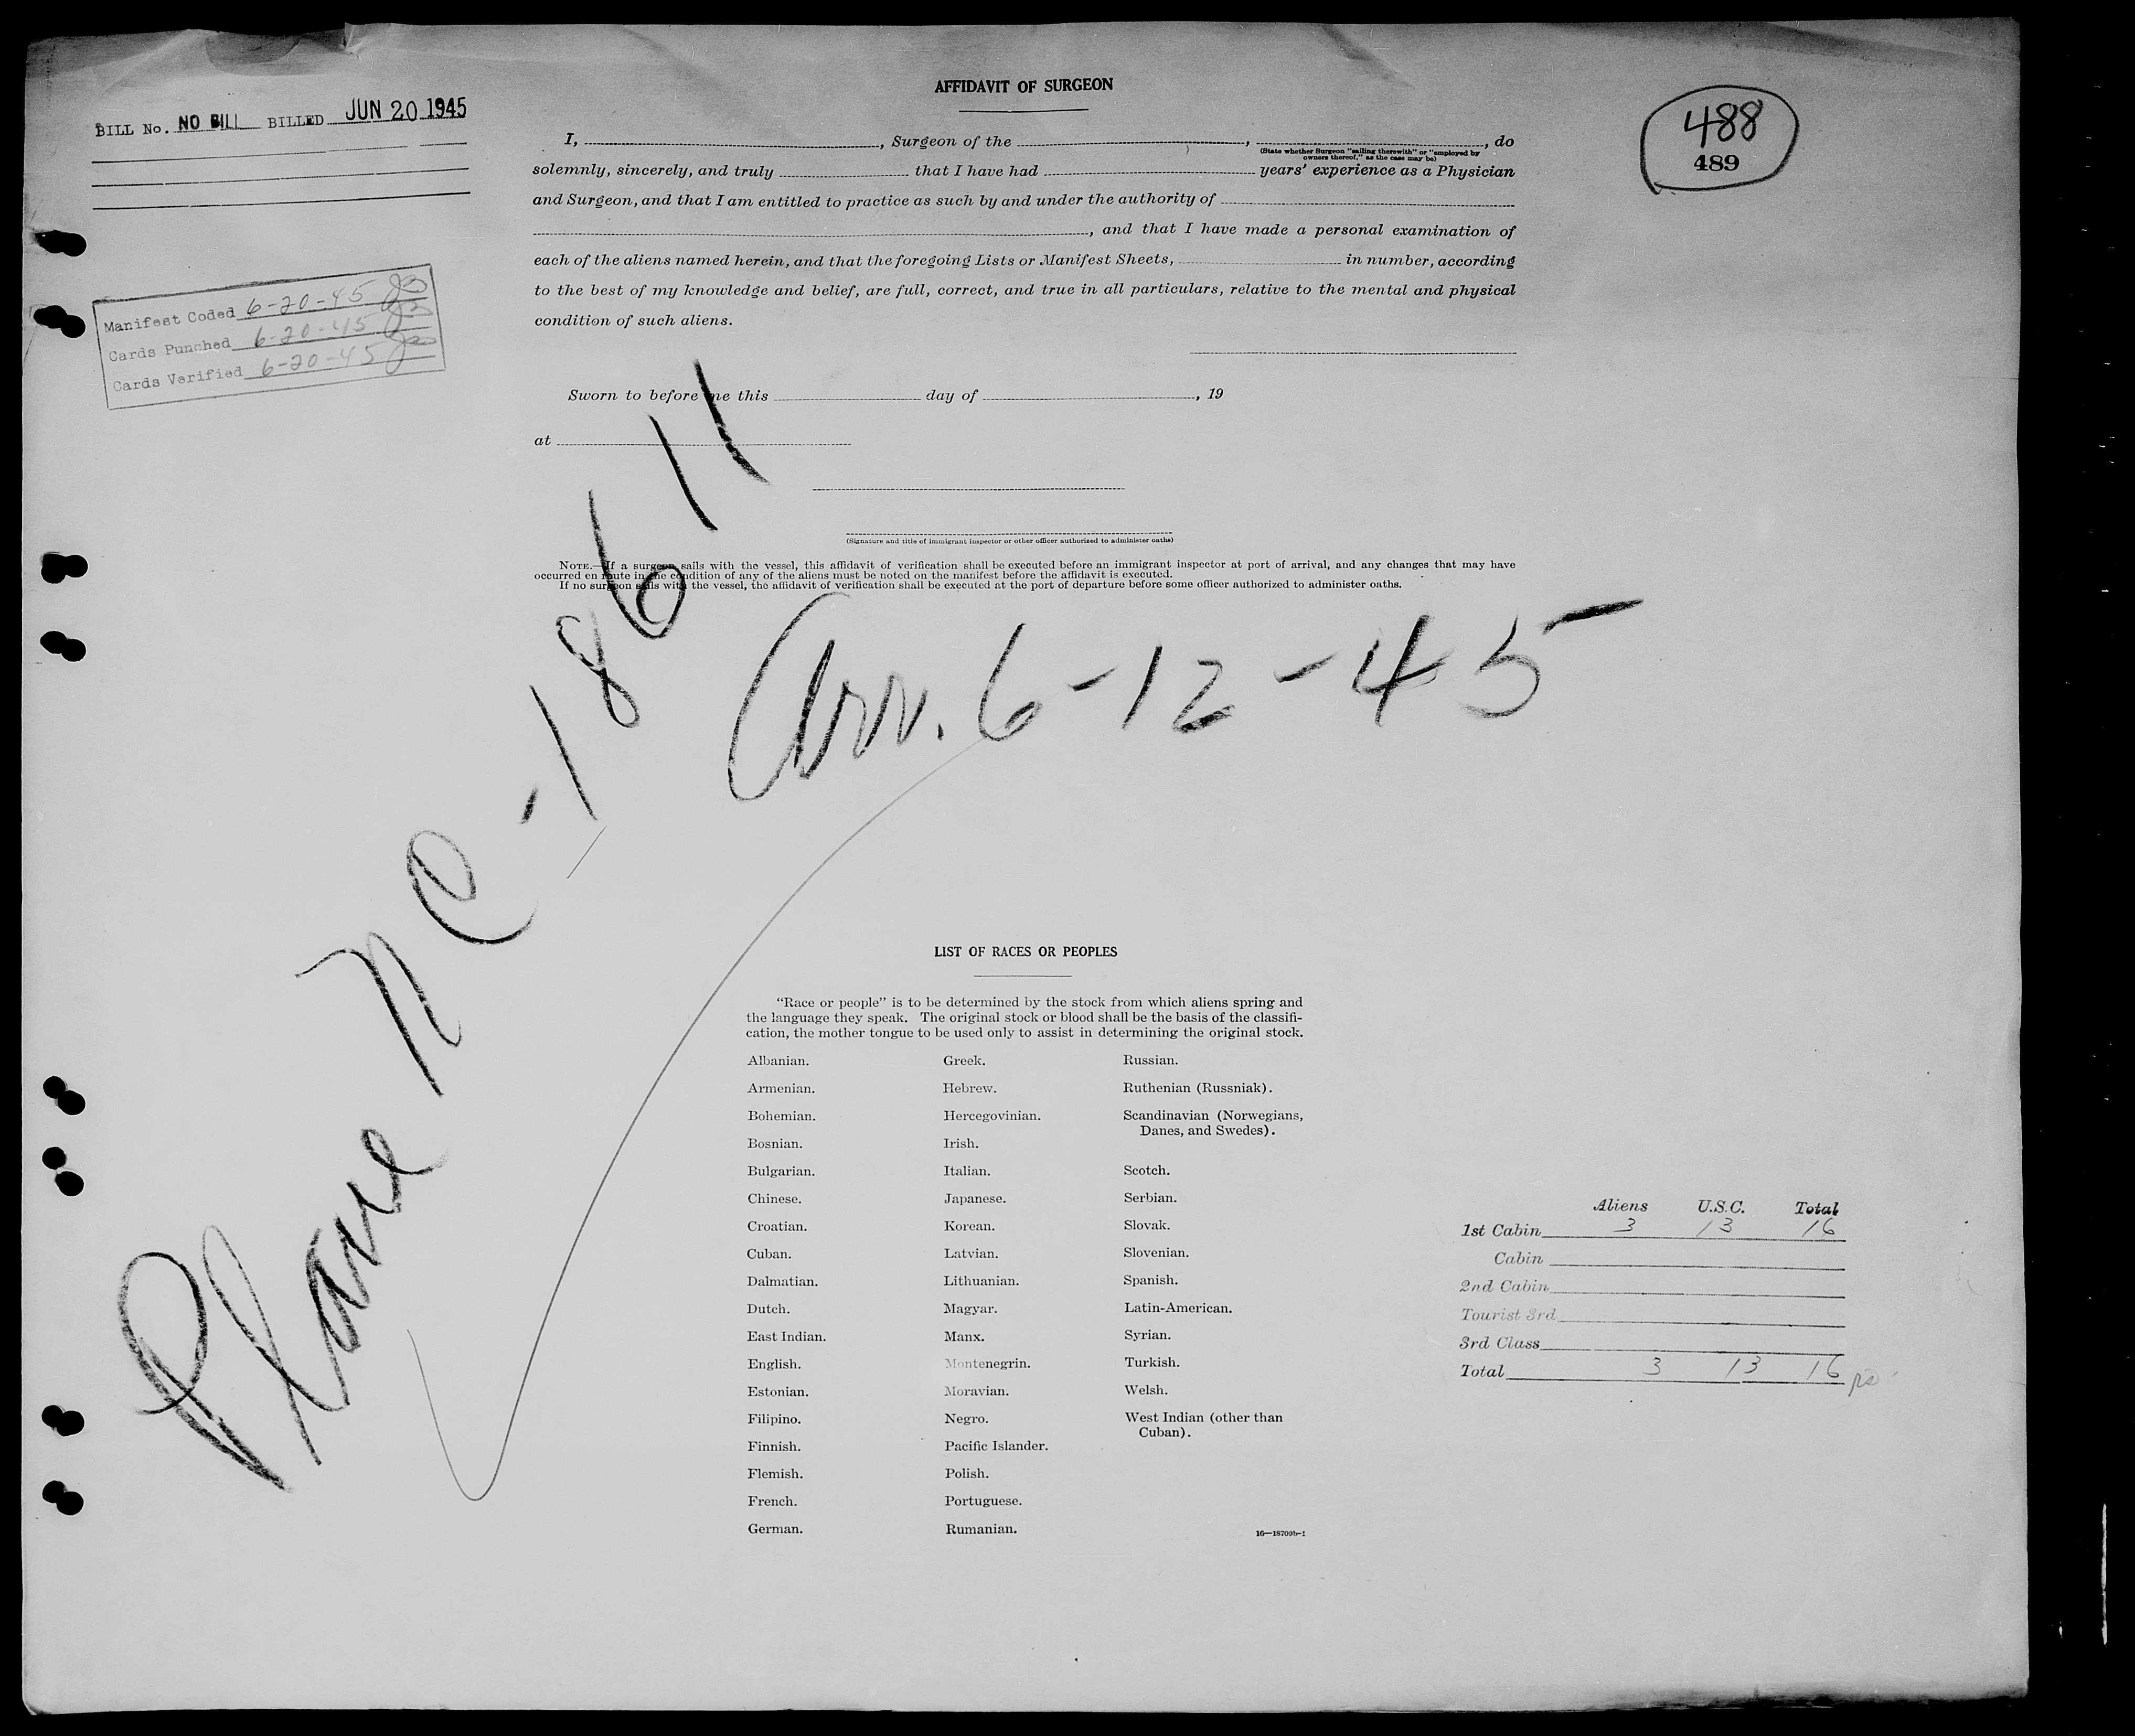 AFFIDAVIT OF SURGEON
BILL No. NO BILL BILLED JUN 20 1945
488
489
I, , Surgeon of the , , do
(State whether Surgeon "sailing therewith" or "employed by
owners thereof," as the case may be)
solemnly, sincerely, and truly that I have had years' experience as a Physician
and Surgeon, and that I am entitled to practice as such by and under the authority of
, and that I have made a personal examination of
each of the aliens named herein, and that the foregoing Lists or Manifest Sheets, in number, according
to the best of my knowledge and belief, are full, correct, and true in all particulars, relative to the mental and physical
condition of such aliens.
Manifest Coded 6-20-45
Cards Punched 6-20-45
Cards Verified 6-20-45
Sworn to before me this day of , 19
at
(Signature and title of immigrant inspector or other officer authorized to administer oaths)
NOTE.—If a surgeon sails with the vessel, this affidavit of verification shall be executed before an immigrant inspector at port of arrival, and any changes that may have
occurred en route in the condition of any of the aliens must be noted on the manifest before the affidavit is executed.
If no surgeon sails with the vessel, the affidavit of verification shall be executed at the port of departure before some officer authorized to administer oaths.
Plane NC-18611
Arr. 6-12-45
LIST OF RACES OR PEOPLES
"Race or people" is to be determined by the stock from which aliens spring and
the language they speak. The original stock or blood shall be the basis of the classifi-
cation, the mother tongue to be used only to assist in determining the original stock.
Albanian.
Armenian.
Bohemian.
Bosnian.
Bulgarian.
Chinese.
Croatian.
Cuban.
Dalmatian.
Dutch.
East Indian.
English.
Estonian.
Filipino.
Finnish.
Flemish.
French.
German.
Greek.
Hebrew.
Hercegovinian.
Irish.
Italian.
Japanese.
Korean.
Latvian.
Lithuanian.
Magyar.
Manx.
Montenegrin.
Moravian.
Negro.
Pacific Islander.
Polish.
Portuguese.
Rumanian.
Russian.
Ruthenian (Russniak).
Scandinavian (Norwegians,
Danes, and Swedes).
Scotch.
Serbian.
Slovak.
Slovenian.
Spanish.
Latin-American.
Syrian.
Turkish.
Welsh.
West Indian (other than
Cuban).
16—18709b-1
Aliens U.S.C. Total
1st Cabin 3 13 16
Cabin
2nd Cabin
Tourist 3rd
3rd Class
Total 3 13 16